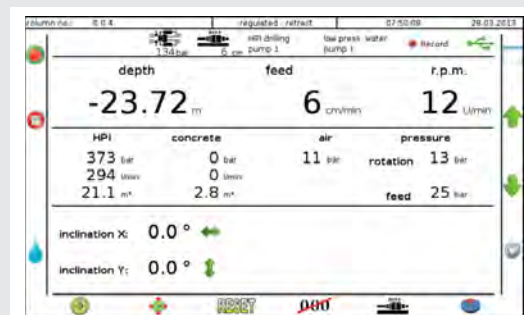 column no.: 0.0.4 regulated - retract 07:50:08 28.03.2013
134 bar 6 cm HPI drilling low press. water
pump 1 pump 1 Record
depth feed r.p.m.
-23.72 m 6 cm/min 12 U/min
HPI concrete air pressure
373 bar 0 bar 11 bar rotation 13 bar
294 l/min 0 l/min
21.1 m³ 2.8 m³ feed 25 bar
inclination X: 0.0 °
inclination Y: 0.0 °
RESET 000